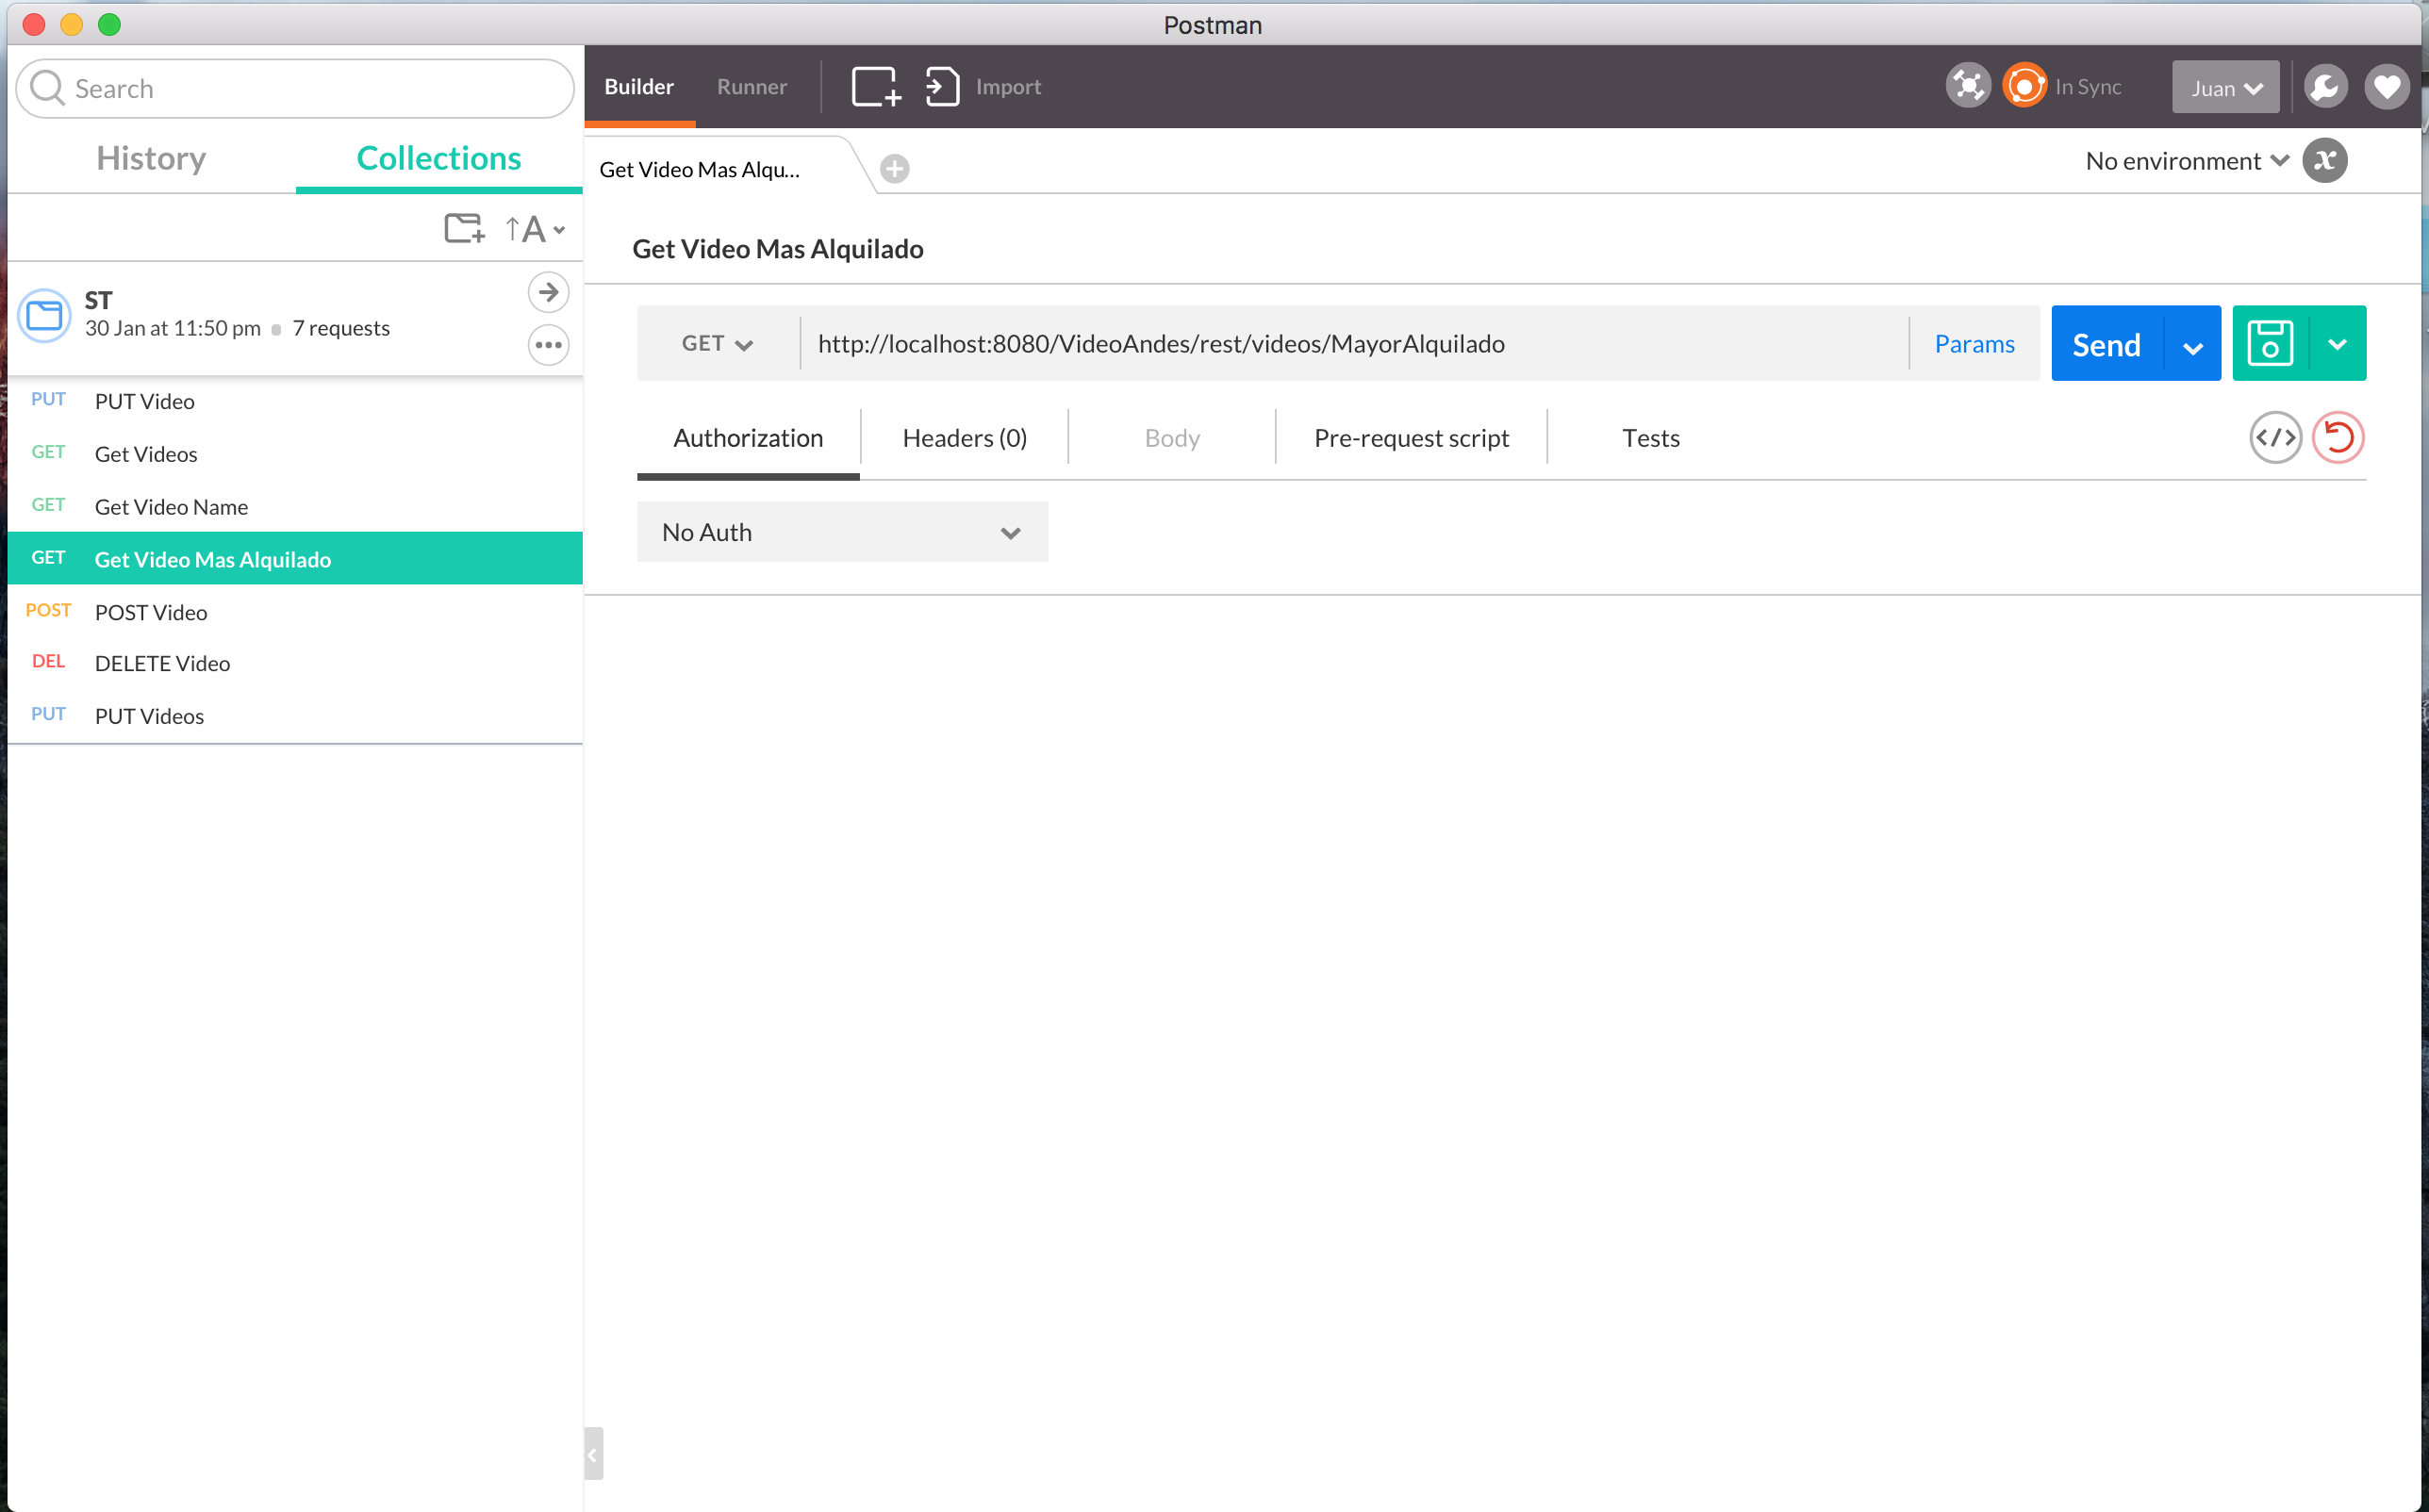 Postman
Search
Builder
Runner
Import
In Sync
Juan
History
Collections
Get Video Mas Alqu...
No environment
x
↑A
Get Video Mas Alquilado
ST
30 Jan at 11:50 pm
7 requests
GET
http://localhost:8080/VideoAndes/rest/videos/MayorAlquilado
Params
Send
PUT PUT Video
GET Get Videos
GET Get Video Name
GET Get Video Mas Alquilado
POST POST Video
DEL DELETE Video
PUT PUT Videos
Authorization
Headers (0)
Body
Pre-request script
Tests
</>
No Auth